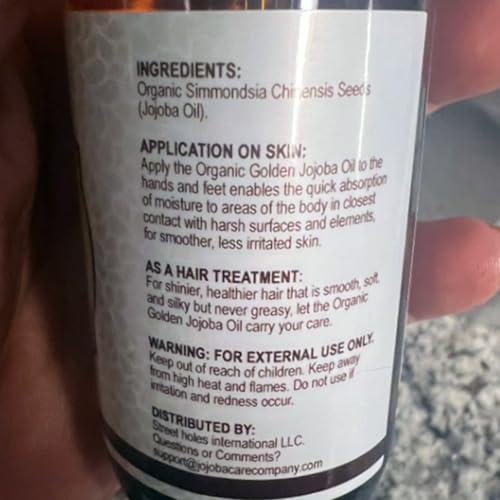 INGREDIENTS:
Organic Simmondsia Chinensis Seeds
(Jojoba Oil).
APPLICATION ON SKIN:
Apply the Organic Golden Jojoba Oil to the
hands and feet enables the quick absorption
of moisture to areas of the body in closest
contact with harsh surfaces and elements,
for smoother, less irritated skin.
AS A HAIR TREATMENT:
For shinier, healthier hair that is smooth, soft,
and silky but never greasy, let the Organic
Golden Jojoba Oil carry your care.
WARNING: FOR EXTERNAL USE ONLY.
Keep out of reach of children. Keep away
from high heat and flames. Do not use if
irritation and redness occur.
DISTRIBUTED BY:
Street holes international LLC.
Questions or Comments?
support@jojobacarecompany.com